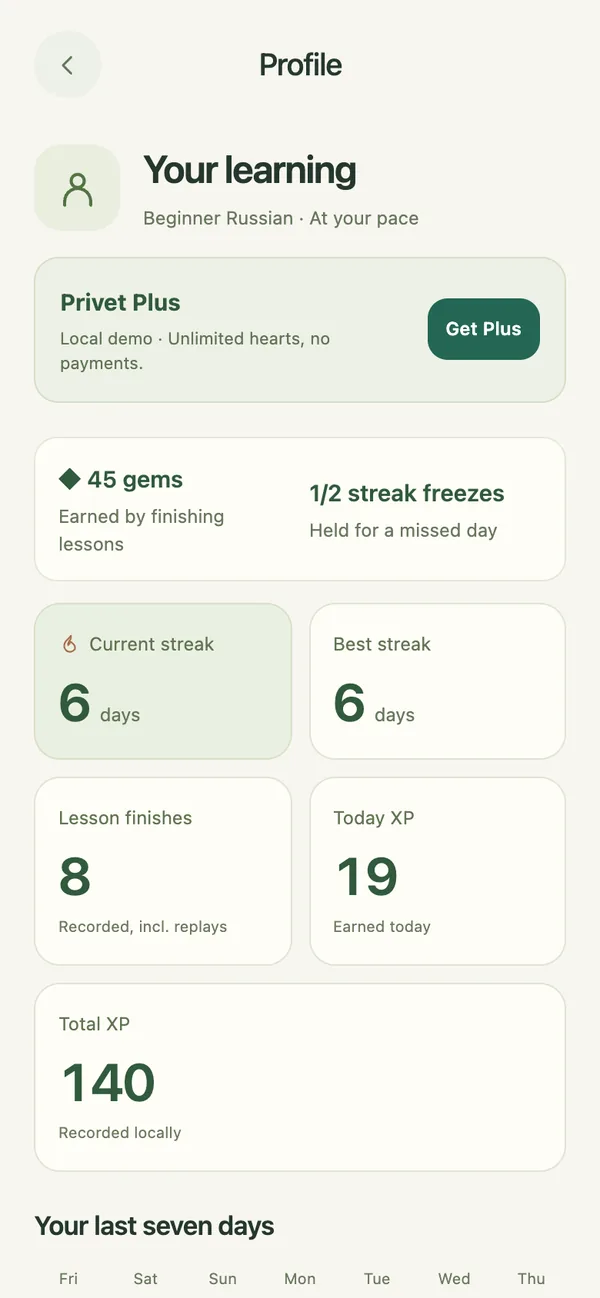 Profile
Your learning
Beginner Russian · At your pace
Privet Plus
Local demo · Unlimited hearts, no
payments.
Get Plus
45 gems
Earned by finishing
lessons
1/2 streak freezes
Held for a missed day
Current streak
6 days
Best streak
6 days
Lesson finishes
8
Recorded, incl. replays
Today XP
19
Earned today
Total XP
140
Recorded locally
Your last seven days
Fri Sat Sun Mon Tue Wed Thu